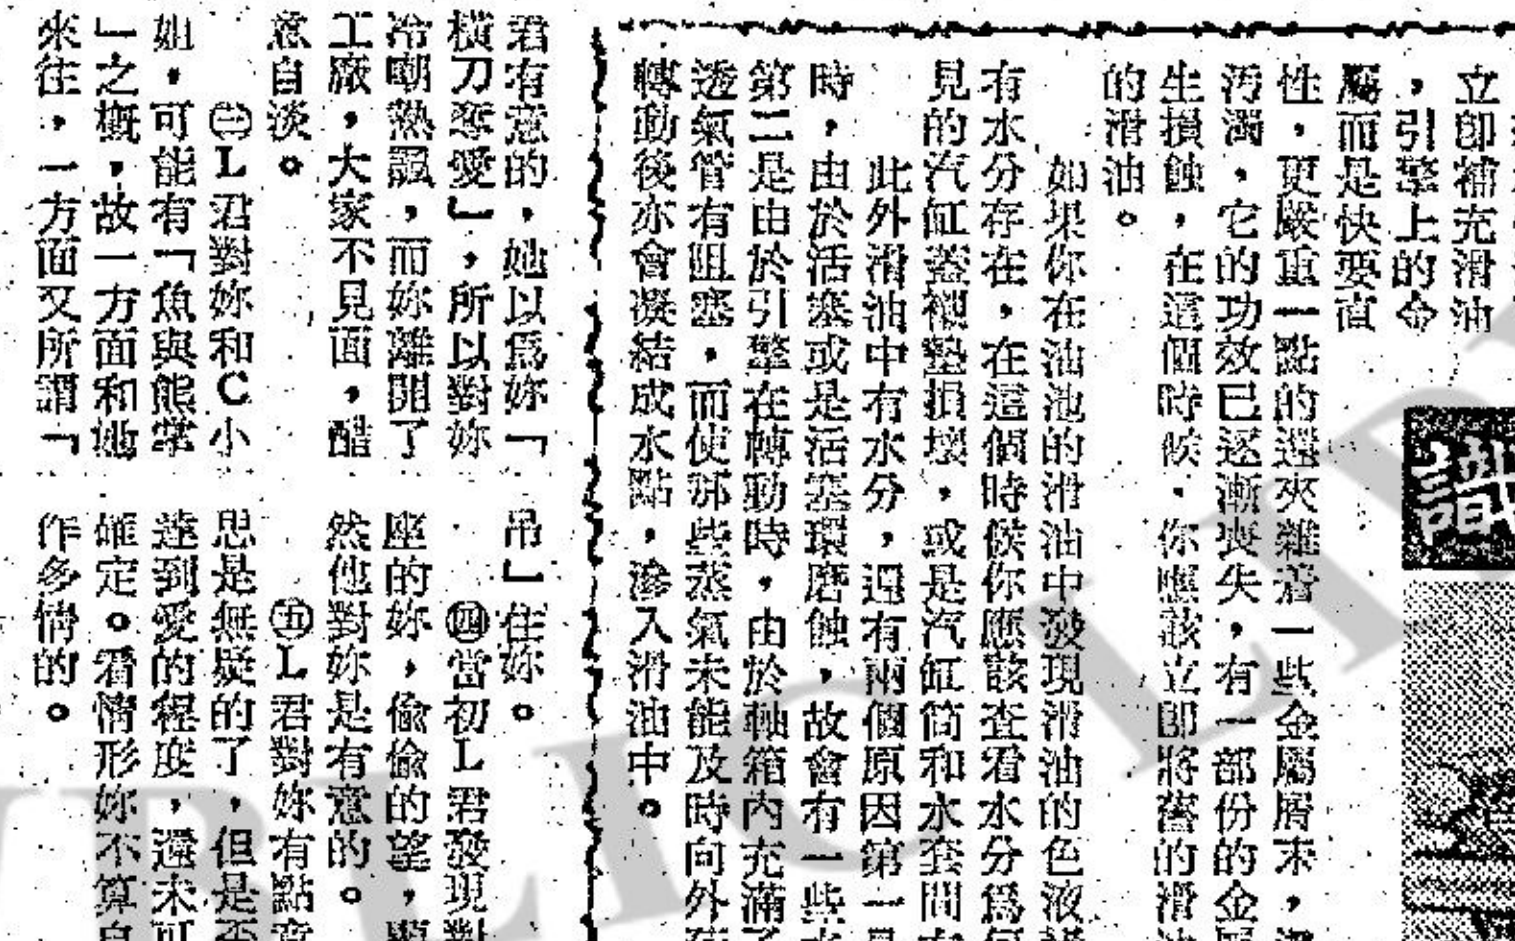 立卽補充滑油
，引擎上的令
屬而是快要直
性，更嚴重一點的還夾雜着一些金屬屑末，
汚濁，它的功效已逐漸喪失，有一部份的金
生損蝕，在這個時候，你應該立卽將舊的滑
的滑油。
如果你在油池的滑油中發現滑油的色液
有水分存在，在這個時候你應該查看水分爲
見的汽缸蓋襯墊損壞，或是汽缸筒和水套間
此外滑油中有水分，還有兩個原因第一
時，由於活塞或是活塞環磨蝕，故會有一些
第二是由於引擎在轉動時，由於軸箱內充滿
透氣管有阻塞，而使那些蒸氣未能及時向外
轉動後亦會凝結成水點，滲入滑油中。
識
君有意的，她以爲妳「
橫刀奪愛」，所以對妳
冷嘲熱諷，而妳離開了
工廠，大家不見面，醋
意自淡。
㊂L君對妳和C小
姐，可能有「魚與熊掌
」之概，故一方面和她
來往，一方面又所謂「
吊」住妳。
㊃當初L君發現對
座的妳，偷偷的望，
然他對妳是有意的。
㊄L君對妳有點意
思是無疑的了，但是否
達到愛的程度，還未可
確定。看情形妳不算自
作多情的。